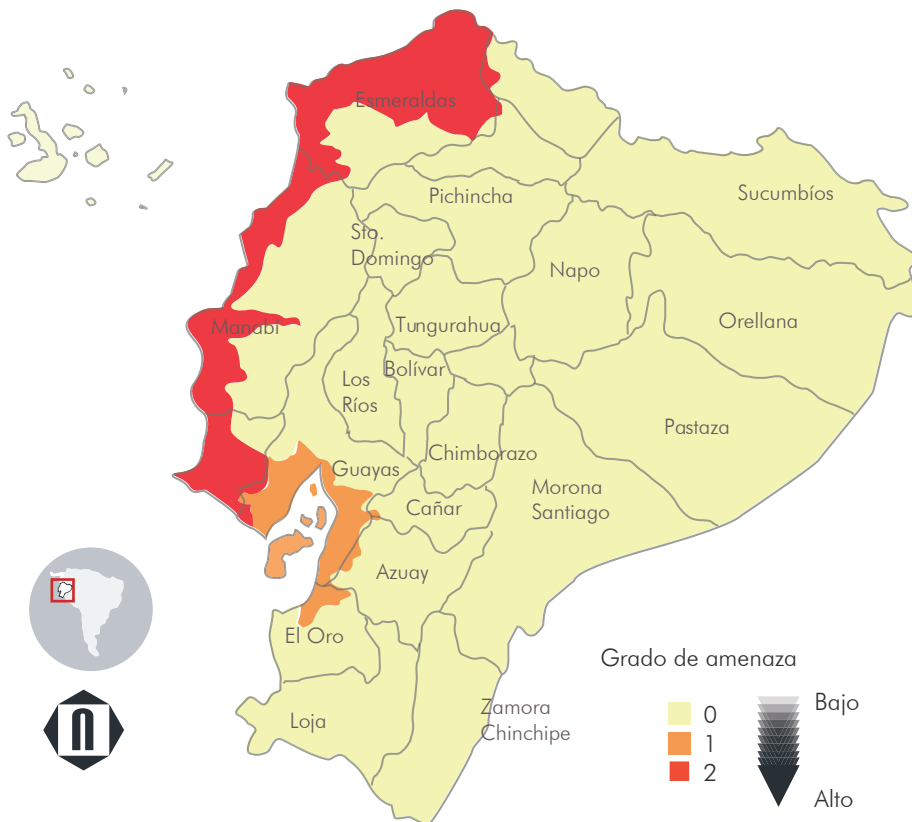 Esmeraldas
Pichincha
Sucumbíos
Sto.
Domingo
Napo
Manabí
Tungurahua
Orellana
Los
Ríos
Bolívar
Pastaza
Guayas
Chimborazo
Morona
Santiago
Cañar
Azuay
El Oro
Loja
Zamora
Chinchipe
Grado de amenaza
0
1
2
Bajo
Alto
n